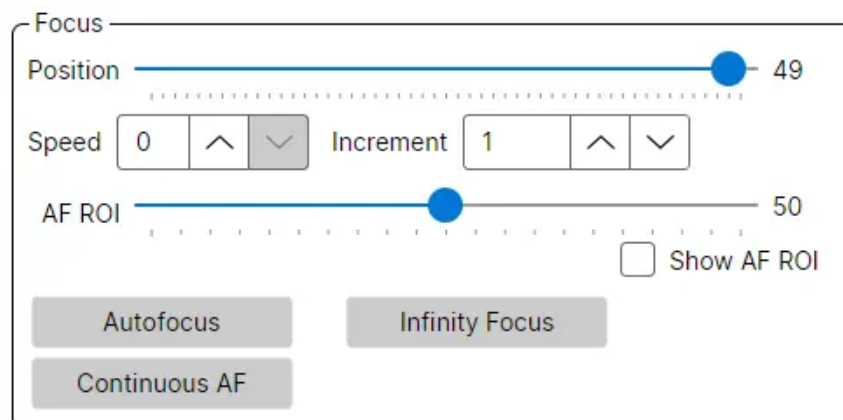 Focus
Position 49
Speed 0 Increment 1
AF ROI 50
Show AF ROI
Autofocus Infinity Focus
Continuous AF